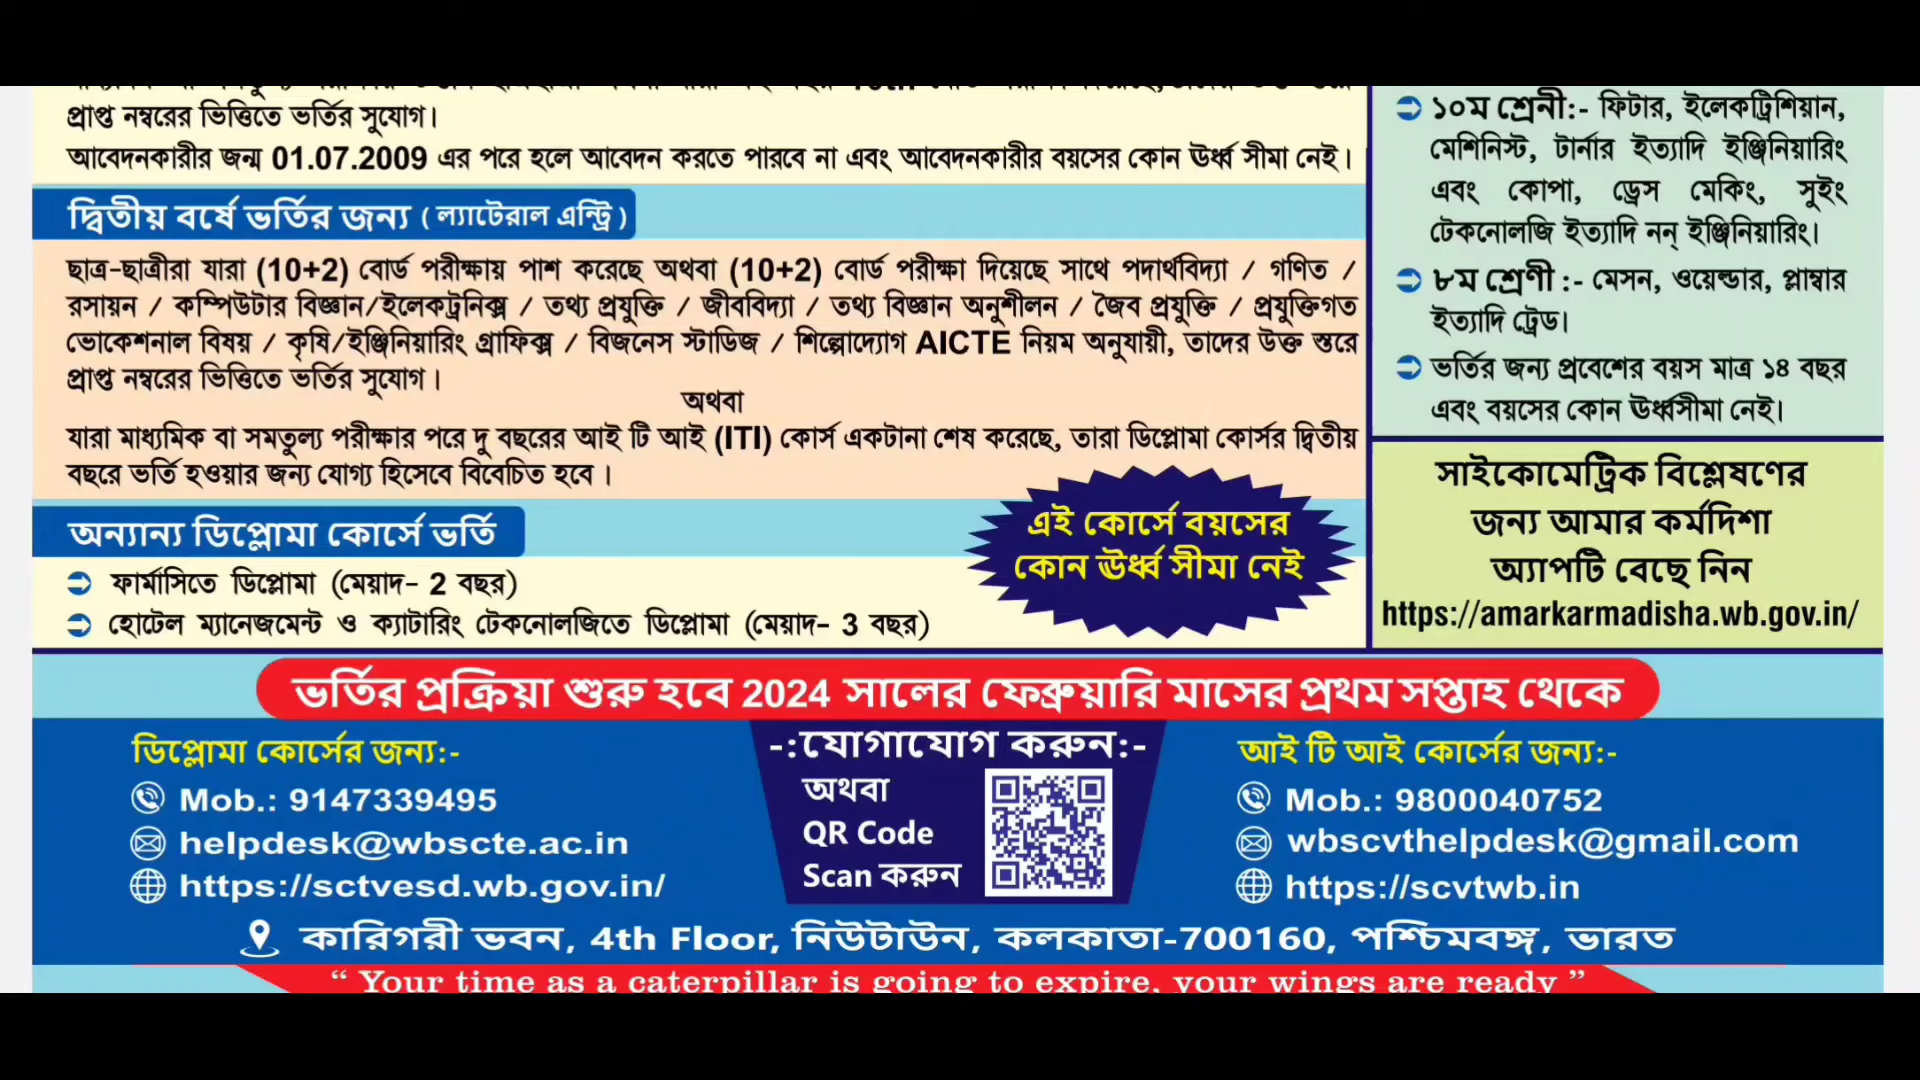 প্রাপ্ত নম্বরের ভিত্তিতে ভর্তির সুযোগ।
আবেদনকারীর জন্ম 01.07.2009 এর পরে হলে আবেদন করতে পারবে না এবং আবেদনকারীর বয়সের কোন ঊর্ধ্ব সীমা নেই।
দ্বিতীয় বর্ষে ভর্তির জন্য ( ল্যাটেরাল এন্ট্রি )
ছাত্র-ছাত্রীরা যারা (10+2) বোর্ড পরীক্ষায় পাশ করেছে অথবা (10+2) বোর্ড পরীক্ষা দিয়েছে সাথে পদার্থবিদ্যা / গণিত /
রসায়ন / কম্পিউটার বিজ্ঞান/ইলেকট্রনিক্স / তথ্য প্রযুক্তি / জীববিদ্যা / তথ্য বিজ্ঞান অনুশীলন / জৈব প্রযুক্তি / প্রযুক্তিগত
ভোকেশনাল বিষয় / কৃষি/ইঞ্জিনিয়ারিং গ্রাফিক্স / বিজনেস স্টাডিজ / শিল্পোদ্যোগ AICTE নিয়ম অনুযায়ী, তাদের উক্ত স্তরে
প্রাপ্ত নম্বরের ভিত্তিতে ভর্তির সুযোগ।
অথবা
যারা মাধ্যমিক বা সমতুল্য পরীক্ষার পরে দু বছরের আই টি আই (ITI) কোর্স একটানা শেষ করেছে, তারা ডিপ্লোমা কোর্সর দ্বিতীয়
বছরে ভর্তি হওয়ার জন্য যোগ্য হিসেবে বিবেচিত হবে ।
অন্যান্য ডিপ্লোমা কোর্সে ভর্তি
ফার্মাসিতে ডিপ্লোমা (মেয়াদ- 2 বছর)
হোটেল ম্যানেজমেন্ট ও ক্যাটারিং টেকনোলজিতে ডিপ্লোমা (মেয়াদ- 3 বছর)
এই কোর্সে বয়সের
কোন ঊর্ধ্ব সীমা নেই
১০ম শ্রেনী:- ফিটার, ইলেকট্রিশিয়ান,
মেশিনিস্ট, টার্নার ইত্যাদি ইঞ্জিনিয়ারিং
এবং কোপা, ড্রেস মেকিং, সুইং
টেকনোলজি ইত্যাদি নন্ ইঞ্জিনিয়ারিং।
৮ম শ্রেণী :- মেসন, ওয়েল্ডার, প্লাম্বার
ইত্যাদি ট্রেড।
ভর্তির জন্য প্রবেশের বয়স মাত্র ১৪ বছর
এবং বয়সের কোন ঊর্ধ্বসীমা নেই।
সাইকোমেট্রিক বিশ্লেষণের
জন্য আমার কর্মদিশা
অ্যাপটি বেছে নিন
https://amarkarmadisha.wb.gov.in/
ভর্তির প্রক্রিয়া শুরু হবে 2024 সালের ফেব্রুয়ারি মাসের প্রথম সপ্তাহ থেকে
ডিপ্লোমা কোর্সের জন্য:-
Mob.: 9147339495
helpdesk@wbscte.ac.in
https://sctvesd.wb.gov.in/
-:যোগাযোগ করুন:-
অথবা
QR Code
Scan করুন
আই টি আই কোর্সের জন্য:-
Mob.: 9800040752
wbscvthelpdesk@gmail.com
https://scvtwb.in
কারিগরী ভবন, 4th Floor, নিউটাউন, কলকাতা-700160, পশ্চিমবঙ্গ, ভারত
“ Your time as a caterpillar is going to expire, your wings are ready ”